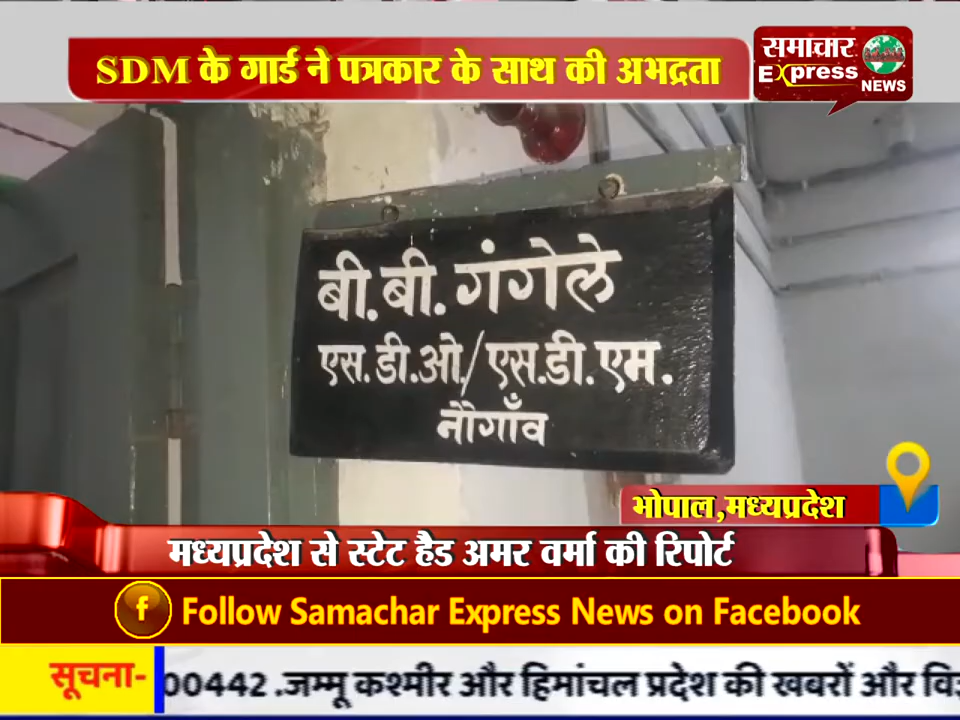 SDM के गार्ड ने पत्रकार के साथ की अभद्रता
समाचार
Express
NEWS
बी.बी. गंगेले
एस.डी.ओ./एस.डी.एम.
नौगाँव
भोपाल,मध्यप्रदेश
मध्यप्रदेश से स्टेट हैड अमर वर्मा की रिपोर्ट
f Follow Samachar Express News on Facebook
सूचना- 00442 .जम्मू कश्मीर और हिमांचल प्रदेश की खबरों और